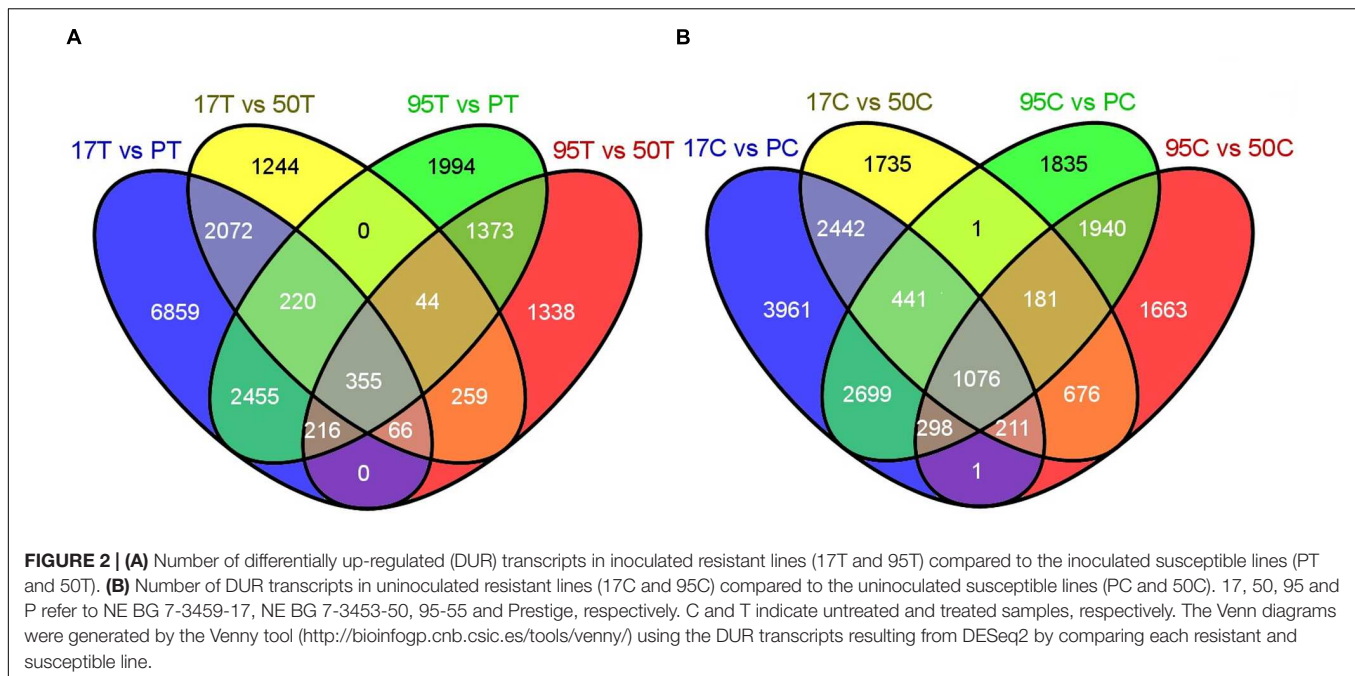 A
B
17T vs 50T
95T vs PT
17T vs PT
95T vs 50T
1244
1994
2072
0
1373
6859
220
44
1338
2455
355
259
216
66
0
17C vs 50C
95C vs PC
17C vs PC
95C vs 50C
1735
1835
2442
1
1940
3961
441
181
1663
2699
1076
676
298
211
1
FIGURE 2 | (A) Number of differentially up-regulated (DUR) transcripts in inoculated resistant lines (17T and 95T) compared to the inoculated susceptible lines (PT
and 50T). (B) Number of DUR transcripts in uninoculated resistant lines (17C and 95C) compared to the uninoculated susceptible lines (PC and 50C). 17, 50, 95 and
P refer to NE BG 7-3459-17, NE BG 7-3453-50, 95-55 and Prestige, respectively. C and T indicate untreated and treated samples, respectively. The Venn diagrams
were generated by the Venny tool (http://bioinfogp.cnb.csic.es/tools/venny/) using the DUR transcripts resulting from DESeq2 by comparing each resistant and
susceptible line.